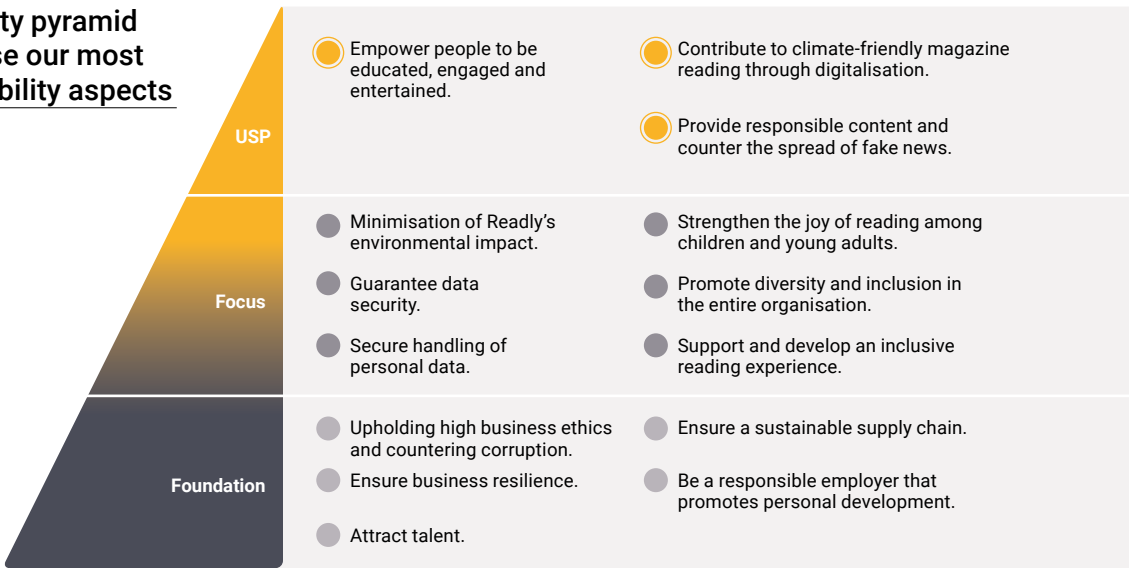 ty pyramid
se our most
bility aspects
USP
Empower people to be
educated, engaged and
entertained.
Contribute to climate-friendly magazine
reading through digitalisation.
Provide responsible content and
counter the spread of fake news.
Focus
Minimisation of Readly's
environmental impact.
Guarantee data
security.
Secure handling of
personal data.
Strengthen the joy of reading among
children and young adults.
Promote diversity and inclusion in
the entire organisation.
Support and develop an inclusive
reading experience.
Foundation
Upholding high business ethics
and countering corruption.
Ensure business resilience.
Attract talent.
Ensure a sustainable supply chain.
Be a responsible employer that
promotes personal development.